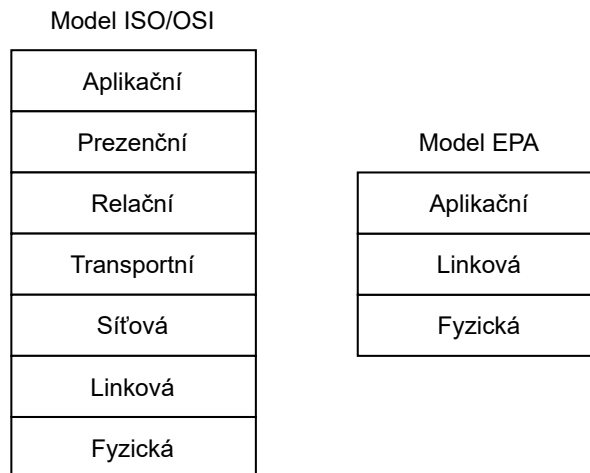 Model ISO/OSI
Aplikační
Prezenční
Relační
Transportní
Síťová
Linková
Fyzická
Model EPA
Aplikační
Linková
Fyzická